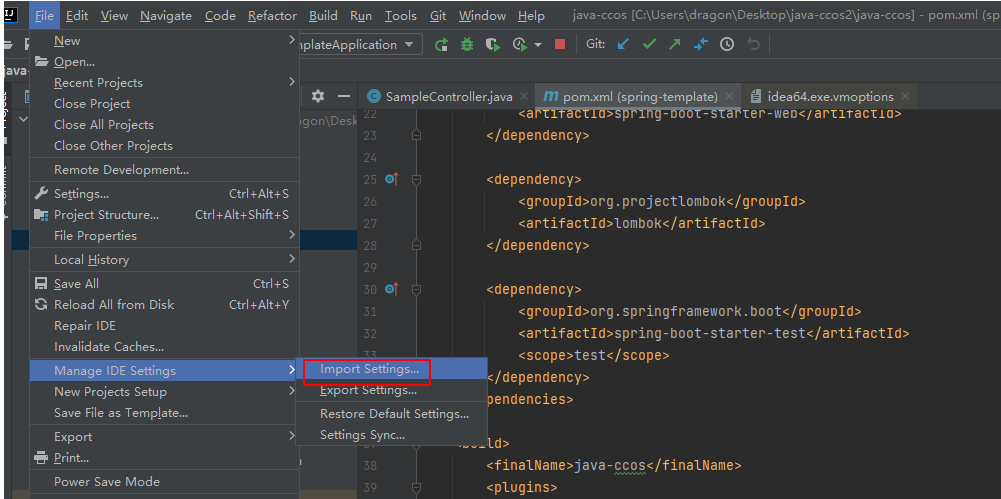 IJ File Edit View Navigate Code Refactor Build Run Tools Git Window Help java-ccos [C:\Users\dragon\Desktop\java-ccos2\java-ccos] - pom.xml (sp
New
Open...
Recent Projects
Close Project
Close All Projects
Close Other Projects
Remote Development...
Settings... Ctrl+Alt+S
Project Structure... Ctrl+Alt+Shift+S
File Properties
Local History
Save All Ctrl+S
Reload All from Disk Ctrl+Alt+Y
Repair IDE
Invalidate Caches...
Manage IDE Settings
New Projects Setup
Save File as Template...
Export
Print...
Power Save Mode
Import Settings...
Export Settings...
Restore Default Settings...
Settings Sync...
mplateApplication Git:
java-
agon\Desk
SampleController.java pom.xml (spring-template) idea64.exe.vmoptions
22 <artifactId>spring-boot-starter-web</artifactId>
23 </dependency>
24
25 <dependency>
26 <groupId>org.projectlombok</groupId>
27 <artifactId>lombok</artifactId>
28 </dependency>
29
30 <dependency>
31 <groupId>org.springframework.boot</groupId>
32 <artifactId>spring-boot-starter-test</artifactId>
33 <scope>test</scope>
</dependency>
pendencies>
<build>
38 <finalName>java-ccos</finalName>
39 <plugins>